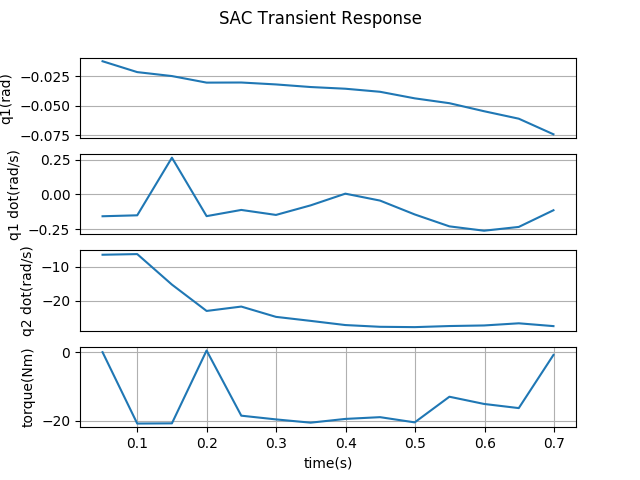 SAC Transient Response
q1(rad)
−0.025
−0.050
−0.075
q1 dot(rad/s)
0.25
0.00
−0.25
q2 dot(rad/s)
−10
−20
torque(Nm)
0
−20
0.1 0.2 0.3 0.4 0.5 0.6 0.7
time(s)